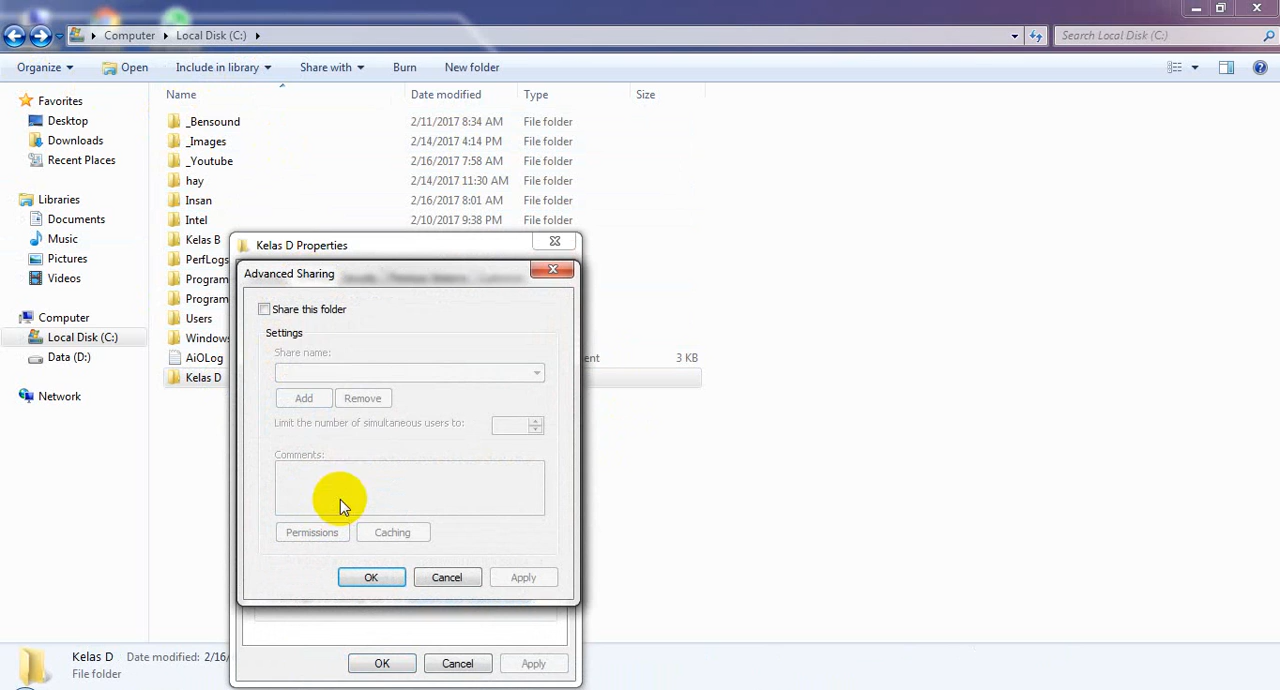 Computer Local Disk (C:) Search Local Disk (C:)
Organize Open Include in library Share with Burn New folder
Name Date modified Type Size
Favorites
Desktop
Downloads
Recent Places
Libraries
Documents
Music
Pictures
Videos
Computer
Local Disk (C:)
Data (D:)
Network
_Bensound 2/11/2017 8:34 AM File folder
_Images 2/14/2017 4:14 PM File folder
_Youtube 2/16/2017 7:58 AM File folder
hay 2/14/2017 11:30 AM File folder
Insan 2/16/2017 8:01 AM File folder
Intel 2/10/2017 9:38 PM File folder
Kelas B
PerfLogs
Program
Program
Users
Windows
AiOLog ent 3 KB
Kelas D
Kelas D Properties
Advanced Sharing
Share this folder
Settings
Share name:
Add Remove
Limit the number of simultaneous users to:
Comments:
Permissions Caching
OK Cancel Apply
OK Cancel Apply
Kelas D Date modified: 2/16/
File folder